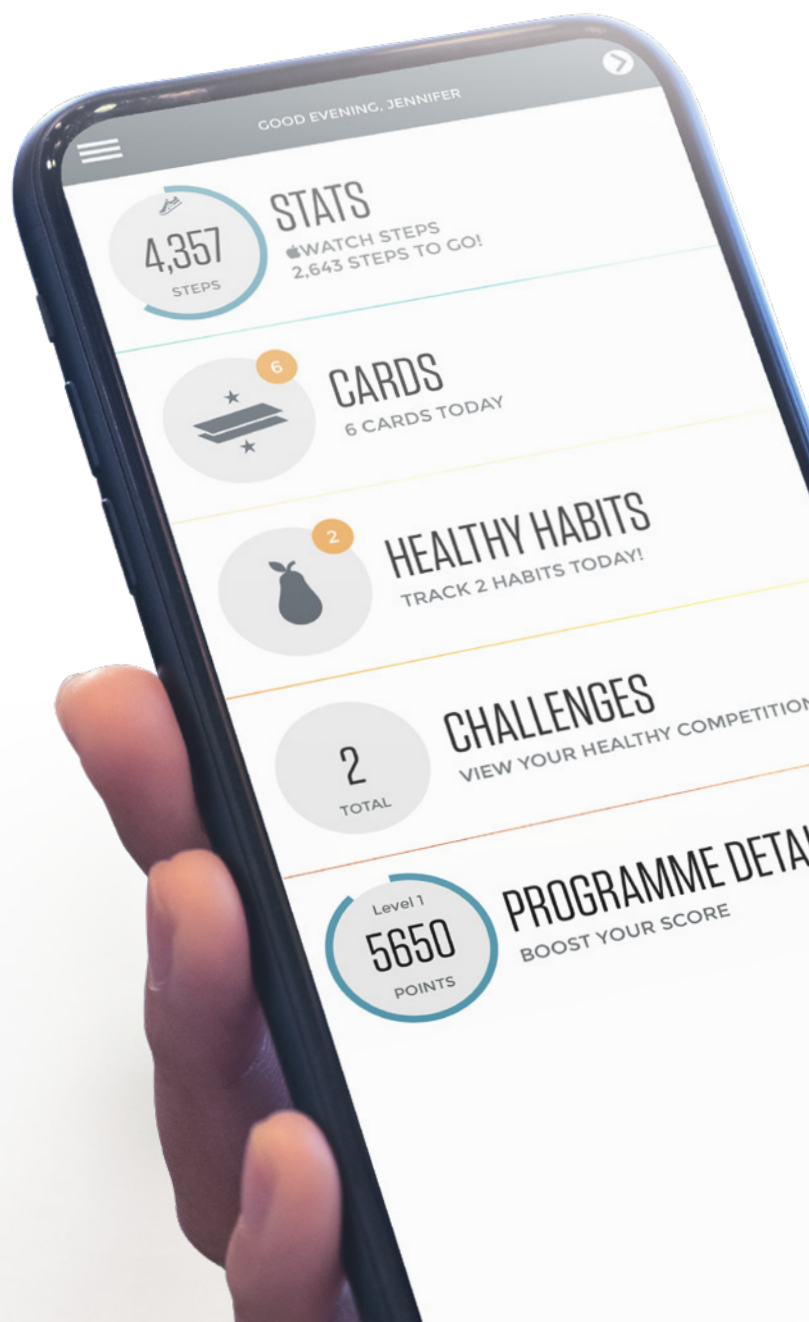 GOOD EVENING, JENNIFER
4,357
STEPS
STATS
WATCH STEPS
2,643 STEPS TO GO!
6
CARDS
6 CARDS TODAY
2
HEALTHY HABITS
TRACK 2 HABITS TODAY!
2
TOTAL
CHALLENGES
VIEW YOUR HEALTHY COMPETITION
Level 1
5650
POINTS
PROGRAMME DETAI
BOOST YOUR SCORE